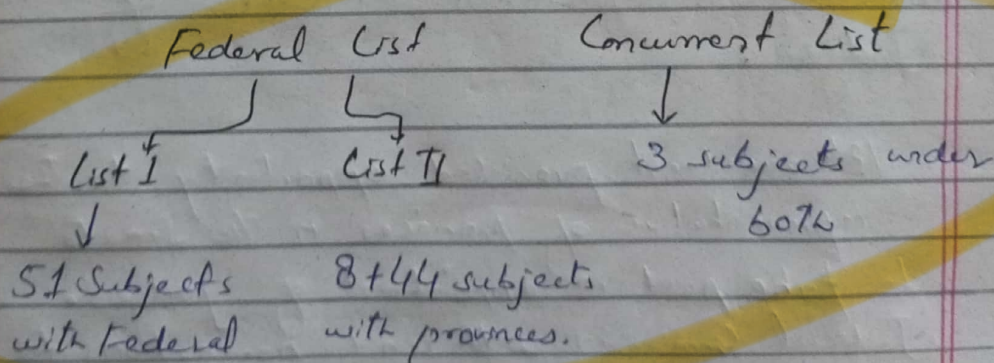 Federal List Concurrent List
List I List II 3 subjects under
both
51 Subjects 8+44 subjects
with Federal with provinces.